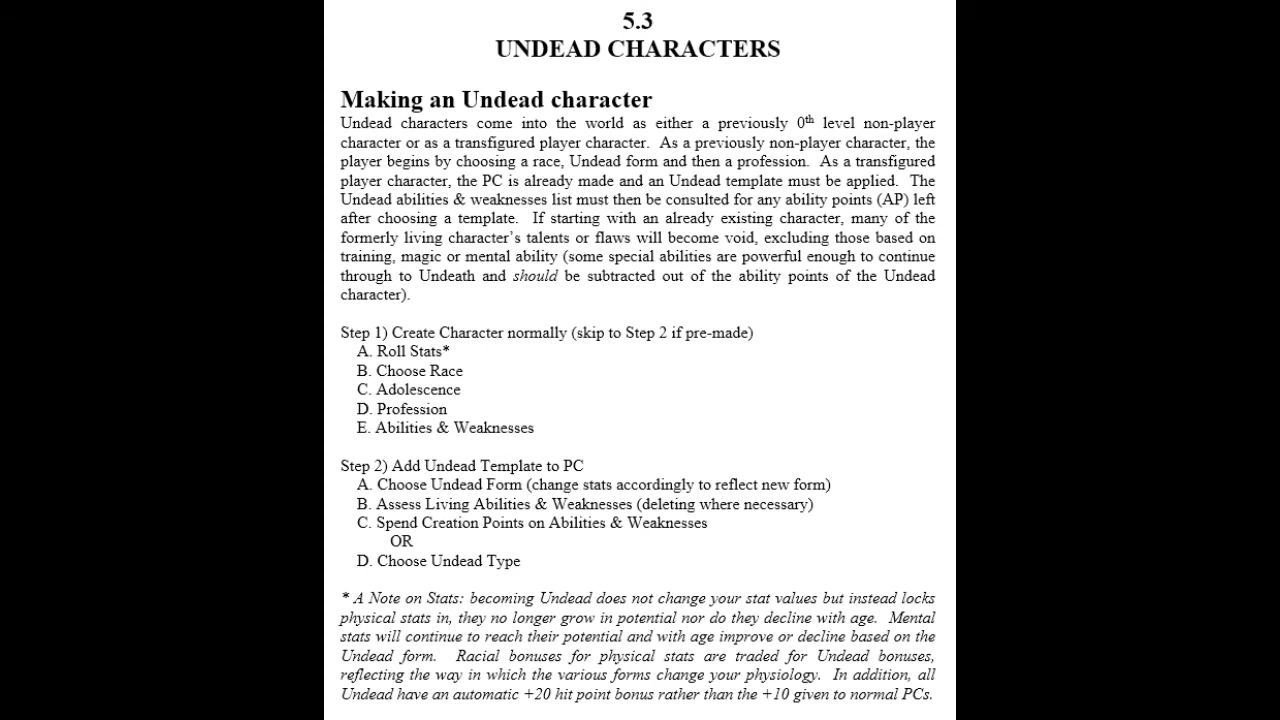 5.3
UNDEAD CHARACTERS
Making an Undead character
Undead characters come into the world as either a previously 0th level non-player
character or as a transfigured player character. As a previously non-player character, the
player begins by choosing a race, Undead form and then a profession. As a transfigured
player character, the PC is already made and an Undead template must be applied. The
Undead abilities & weaknesses list must then be consulted for any ability points (AP) left
after choosing a template. If starting with an already existing character, many of the
formerly living character's talents or flaws will become void, excluding those based on
training, magic or mental ability (some special abilities are powerful enough to continue
through to Undeath and should be subtracted out of the ability points of the Undead
character).
Step 1) Create Character normally (skip to Step 2 if pre-made)
A. Roll Stats*
B. Choose Race
C. Adolescence
D. Profession
E. Abilities & Weaknesses
Step 2) Add Undead Template to PC
A. Choose Undead Form (change stats accordingly to reflect new form)
B. Assess Living Abilities & Weaknesses (deleting where necessary)
C. Spend Creation Points on Abilities & Weaknesses
OR
D. Choose Undead Type
* A Note on Stats: becoming Undead does not change your stat values but instead locks
physical stats in, they no longer grow in potential nor do they decline with age. Mental
stats will continue to reach their potential and with age improve or decline based on the
Undead form. Racial bonuses for physical stats are traded for Undead bonuses,
reflecting the way in which the various forms change your physiology. In addition, all
Undead have an automatic +20 hit point bonus rather than the +10 given to normal PCs.